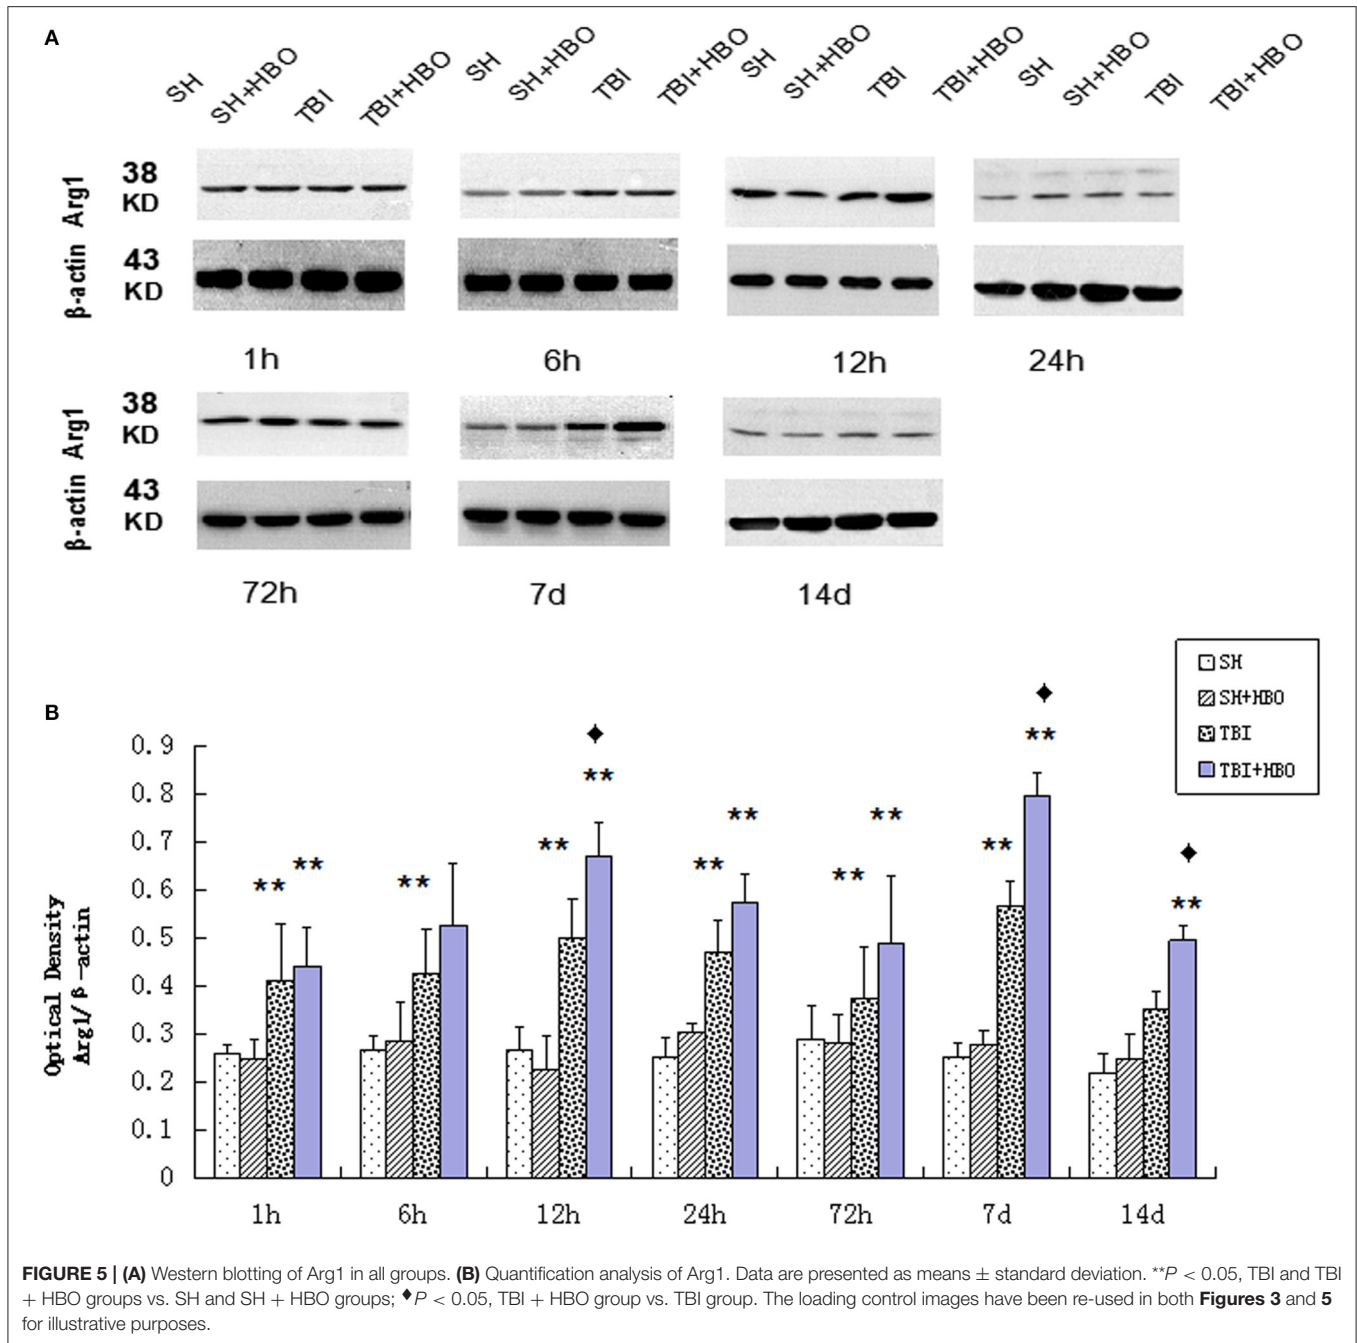 A
SH SH+HBO TBI TBI+HBO SH SH+HBO TBI TBI+HBO SH SH+HBO TBI TBI+HBO SH SH+HBO TBI TBI+HBO
Arg1 38 KD
β-actin 43 KD
1h 6h 12h 24h
Arg1 38 KD
β-actin 43 KD
72h 7d 14d
B
SH
SH+HBO
TBI
TBI+HBO
Optical Density
Arg1/β-actin
0.9
0.8
0.7
0.6
0.5
0.4
0.3
0.2
0.1
0
** ** ** ** ** ♦ ** ** ** ** ** ** ♦ ** ♦
1h 6h 12h 24h 72h 7d 14d
FIGURE 5 | (A) Western blotting of Arg1 in all groups. (B) Quantification analysis of Arg1. Data are presented as means ± standard deviation. **P < 0.05, TBI and TBI
+ HBO groups vs. SH and SH + HBO groups; ♦P < 0.05, TBI + HBO group vs. TBI group. The loading control images have been re-used in both Figures 3 and 5
for illustrative purposes.